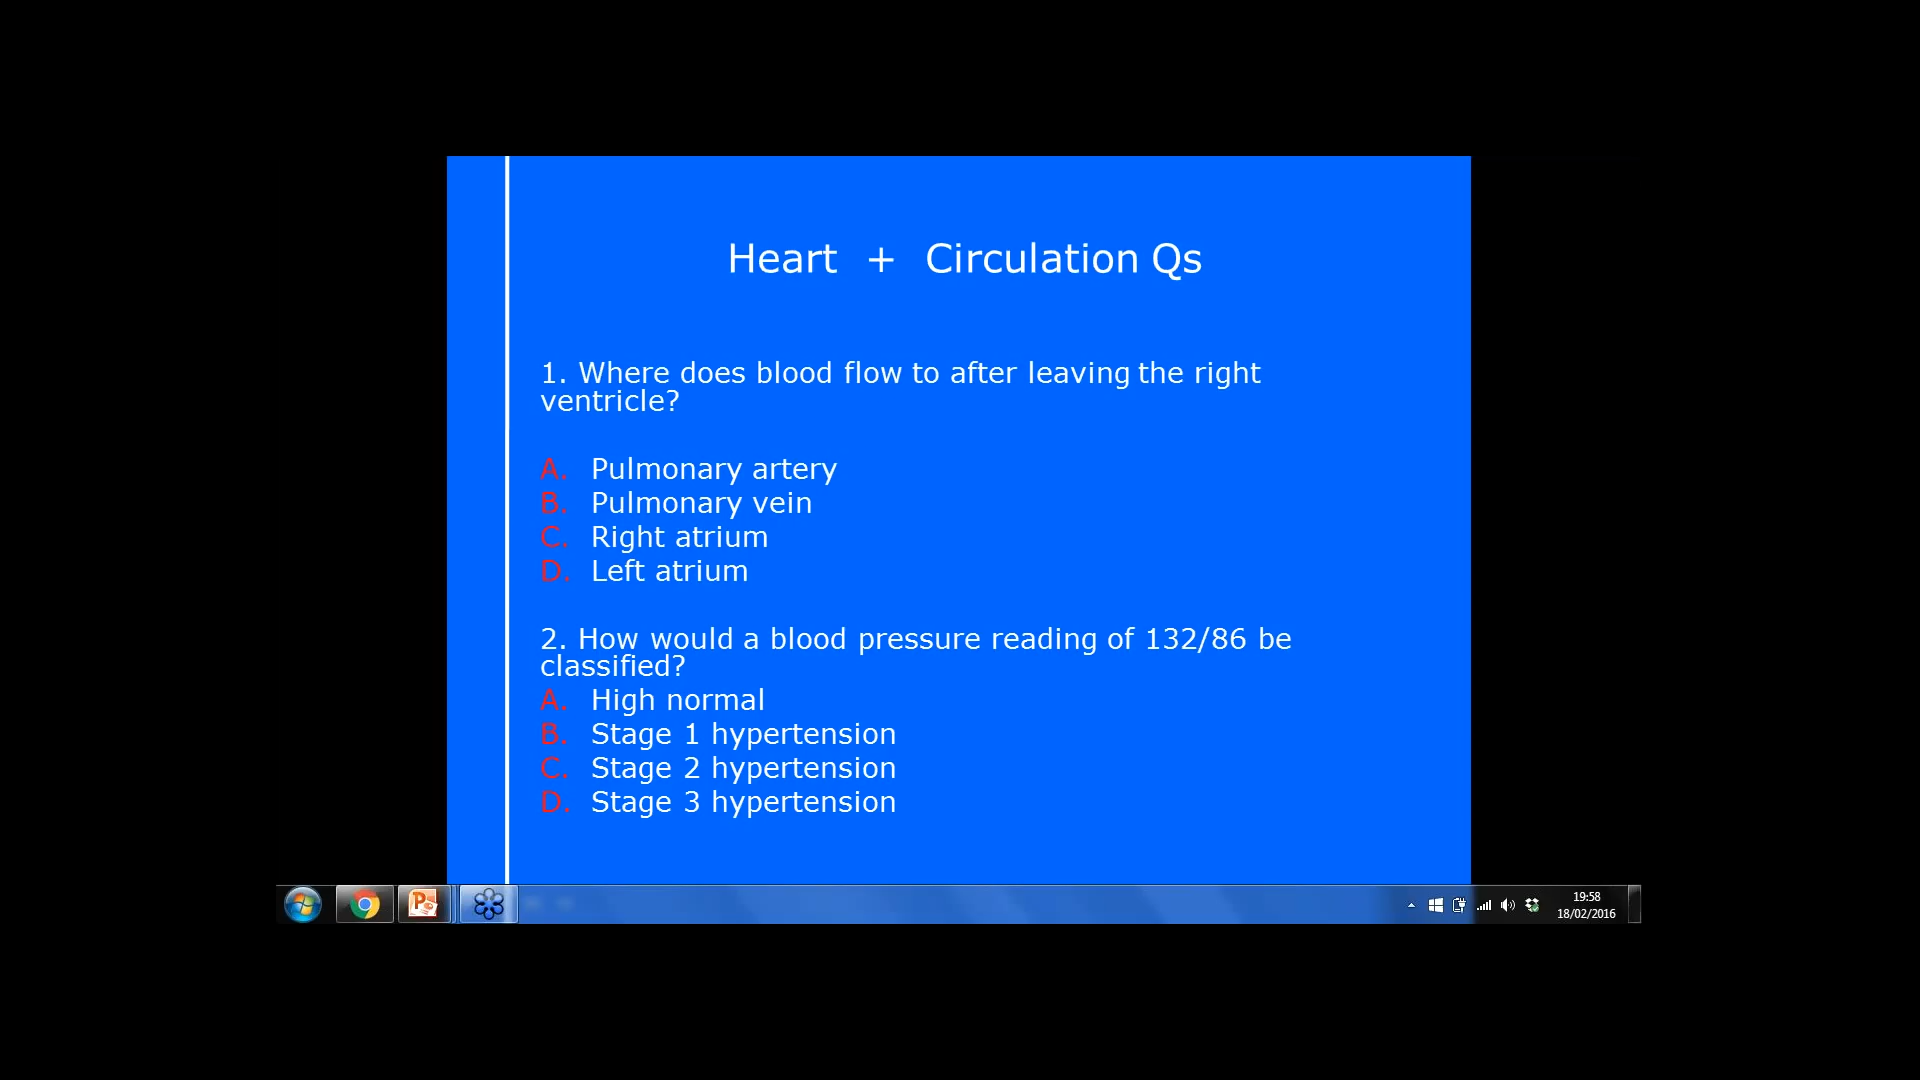 Heart + Circulation Qs
1. Where does blood flow to after leaving the right
ventricle?
A. Pulmonary artery
B. Pulmonary vein
C. Right atrium
D. Left atrium
2. How would a blood pressure reading of 132/86 be
classified?
A. High normal
B. Stage 1 hypertension
C. Stage 2 hypertension
D. Stage 3 hypertension
19:58
18/02/2016